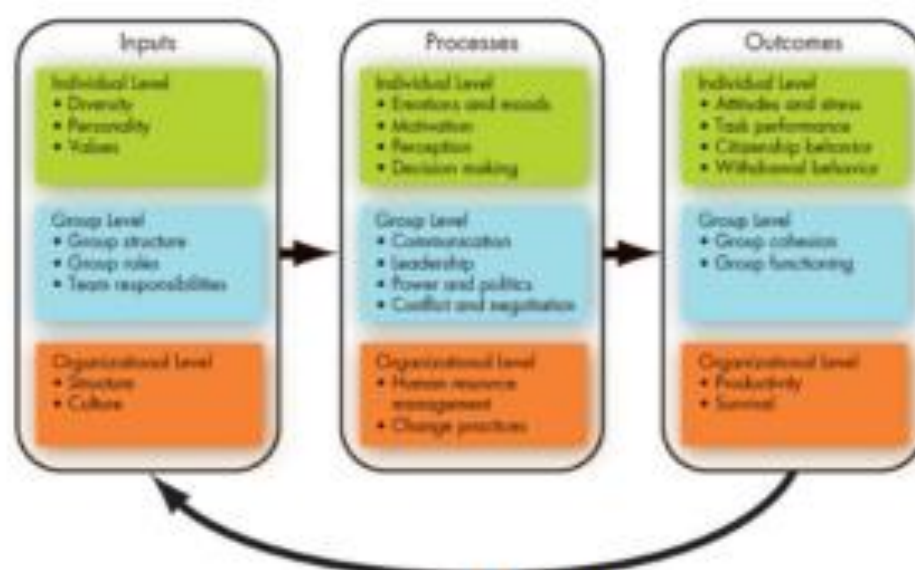 Inputs
Individual Level
• Diversity
• Personality
• Values
Group Level
• Group structure
• Group roles
• Team responsibilities
Organizational Level
• Structure
• Culture
Processes
Individual Level
• Emotions and moods
• Motivation
• Perception
• Decision making
Group Level
• Communication
• Leadership
• Power and politics
• Conflict and negotiation
Organizational Level
• Human resource
management
• Change practices
Outcomes
Individual Level
• Attitudes and stress
• Task performance
• Citizenship behavior
• Withdrawal behavior
Group Level
• Group cohesion
• Group functioning
Organizational Level
• Productivity
• Survival